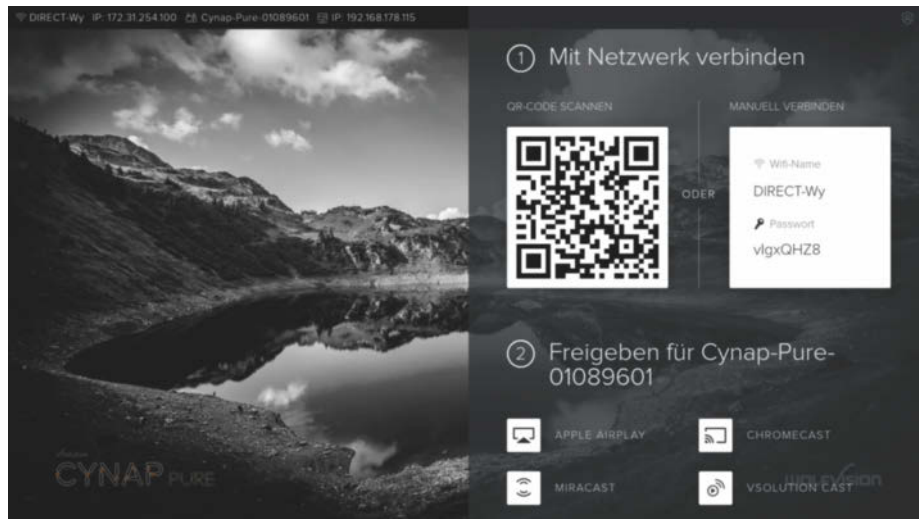 DIRECT-Wy IP: 172.31.254.100 Cynap-Pure-01089601 IP: 192.168.178.115
1 Mit Netzwerk verbinden
QR-CODE SCANNEN
MANUELL VERBINDEN
ODER
Wifi-Name
DIRECT-Wy
Passwort
vlgxQHZ8
2 Freigeben für Cynap-Pure-
01089601
APPLE AIRPLAY
CHROMECAST
MIRACAST
VSOLUTION CAST
CYNAP PURE
WOLFVISION